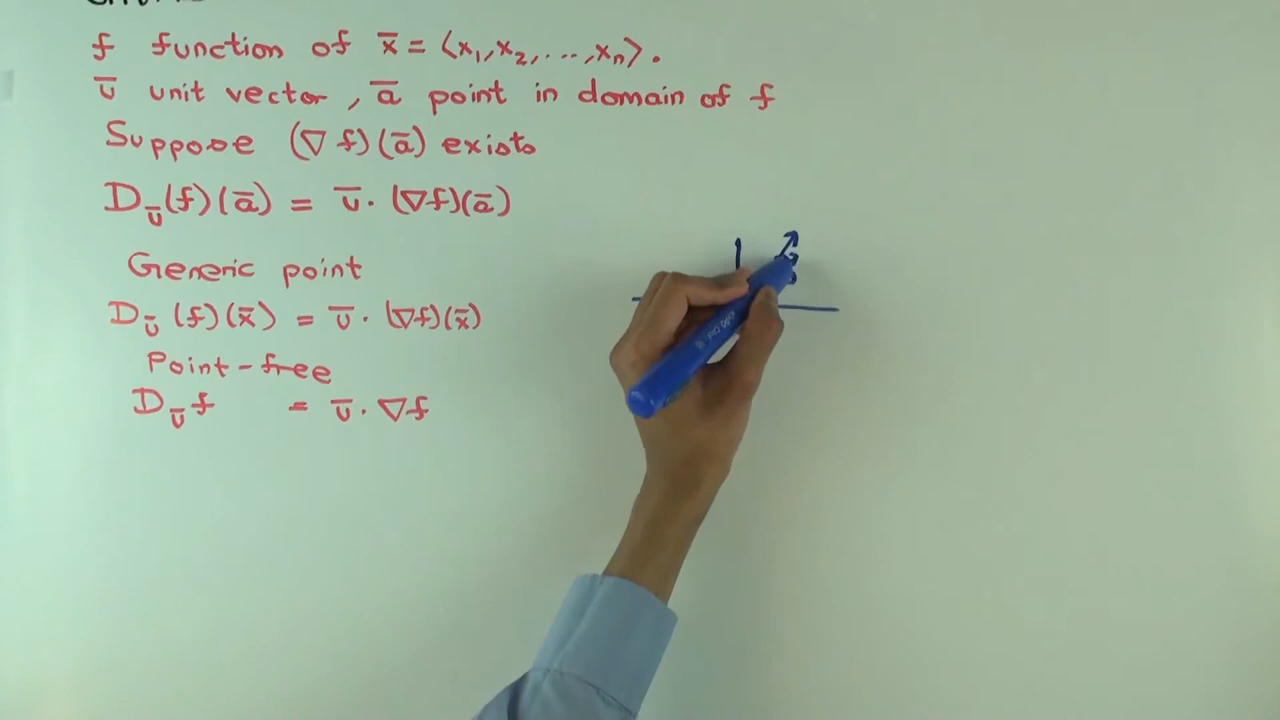 f function of x̄ = ⟨x₁, x₂, ..., xₙ⟩.
ū unit vector, ā point in domain of f
Suppose (∇f)(ā) exists
D_ū(f)(ā) = ū · (∇f)(ā)
Generic point
D_ū(f)(x̄) = ū · (∇f)(x̄)
Point-free
D_ū f = ū · ∇f